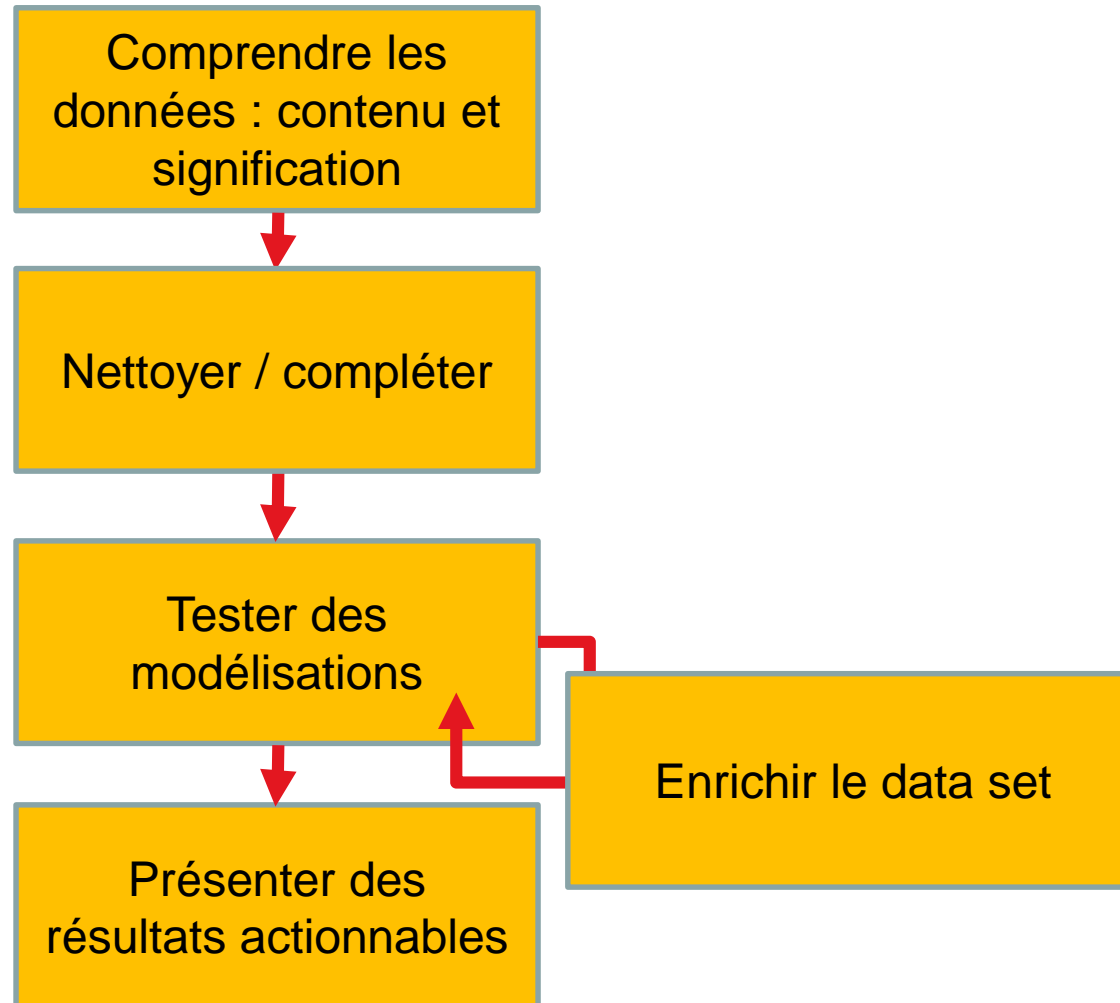 Comprendre les
données : contenu et
signification
Nettoyer / compléter
Tester des
modélisations
Enrichir le data set
Présenter des
résultats actionnables